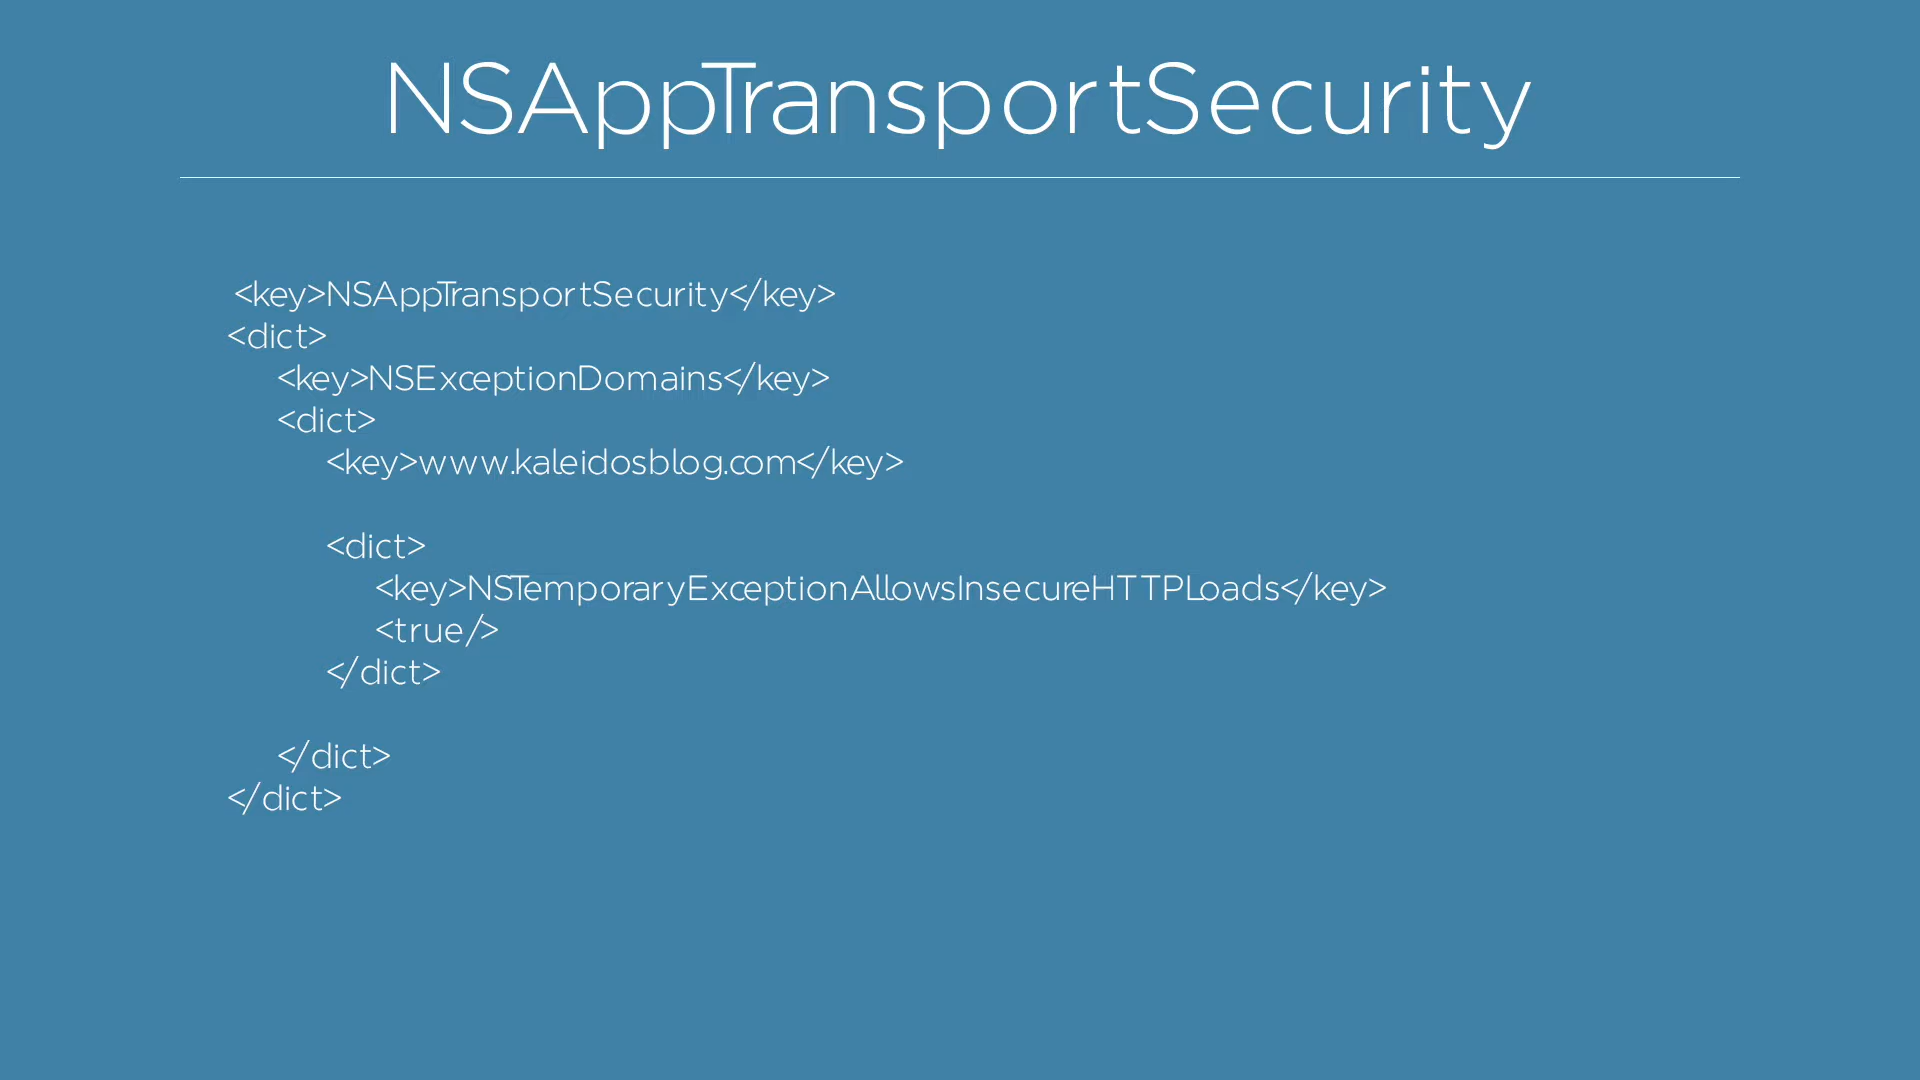 NSAppTransportSecurity
<key>NSAppTransportSecurity</key>
<dict>
<key>NSExceptionDomains</key>
<dict>
<key>www.kaleidosblog.com</key>
<dict>
<key>NSTemporaryExceptionAllowsInsecureHTTPLoads</key>
<true/>
</dict>
</dict>
</dict>